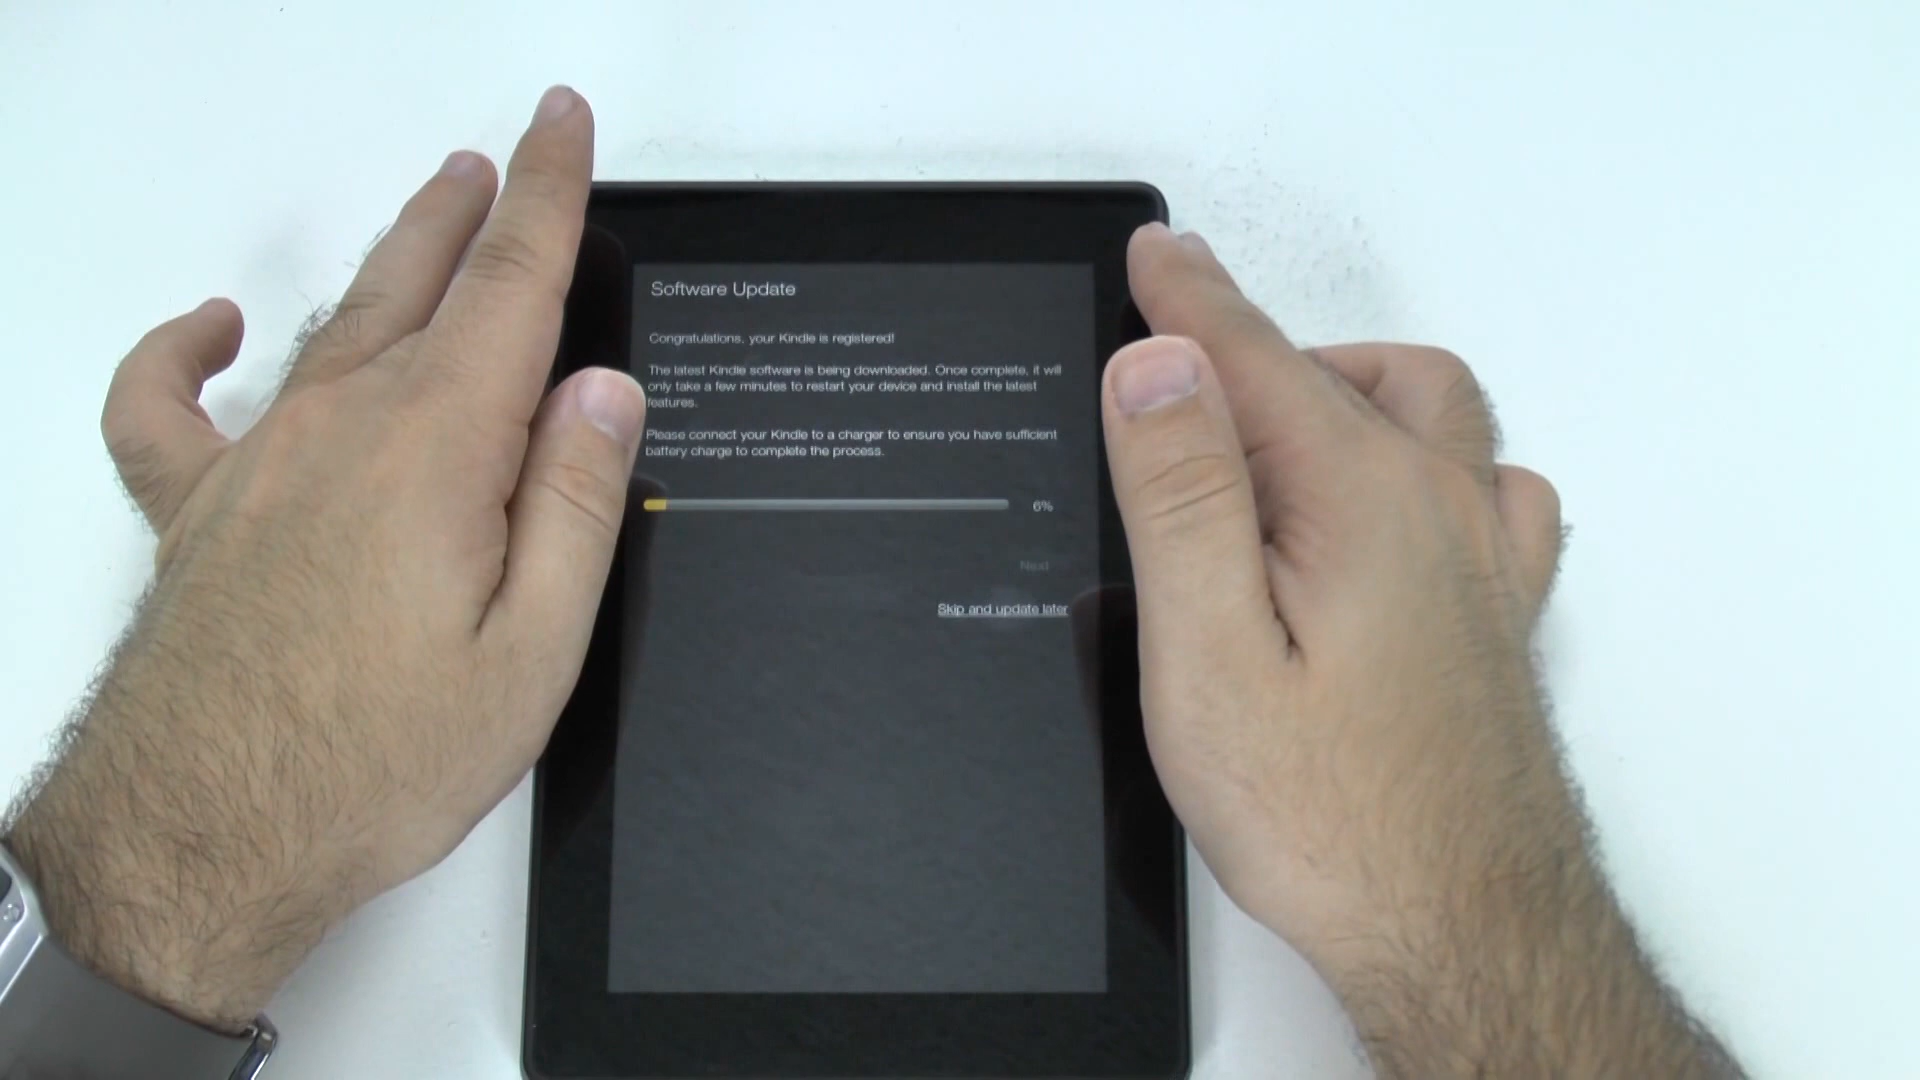 Software Update
Congratulations, your Kindle is registered!
The latest Kindle software is being downloaded. Once complete, it will
only take a few minutes to restart your device and install the latest
features.
Please connect your Kindle to a charger to ensure you have sufficient
battery charge to complete the process.
6%
Next
Skip and update later